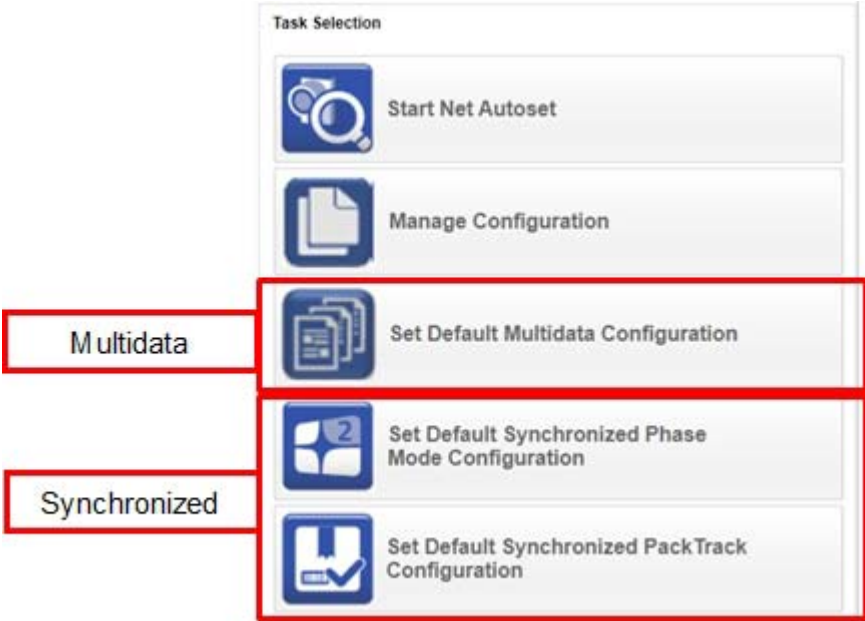 Task Selection
Start Net Autoset
Manage Configuration
Multidata
Set Default Multidata Configuration
2
Set Default Synchronized Phase
Mode Configuration
Synchronized
Set Default Synchronized PackTrack
Configuration